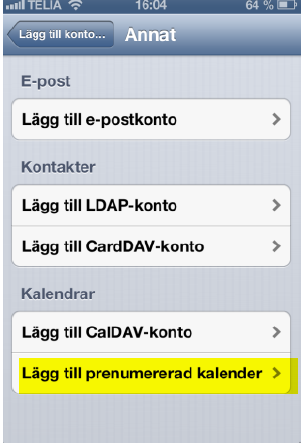 TELIA 16:04 64 %
Lägg till konto... Annat
E-post
Lägg till e-postkonto
Kontakter
Lägg till LDAP-konto
Lägg till CardDAV-konto
Kalendrar
Lägg till CalDAV-konto
Lägg till prenumererad kalender